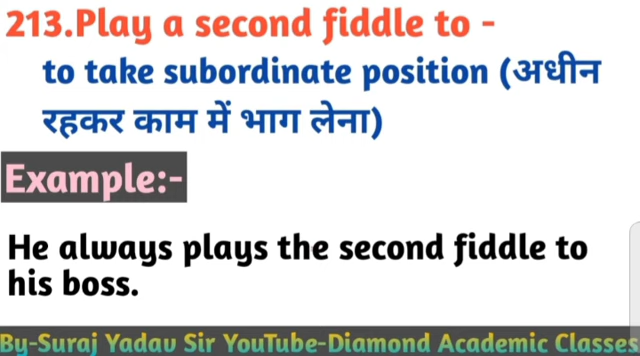 213.Play a second fiddle to -
to take subordinate position (अधीन
रहकर काम में भाग लेना)
Example:-
He always plays the second fiddle to
his boss.
By-Suraj Yadav Sir YouTube-Diamond Academic Classes